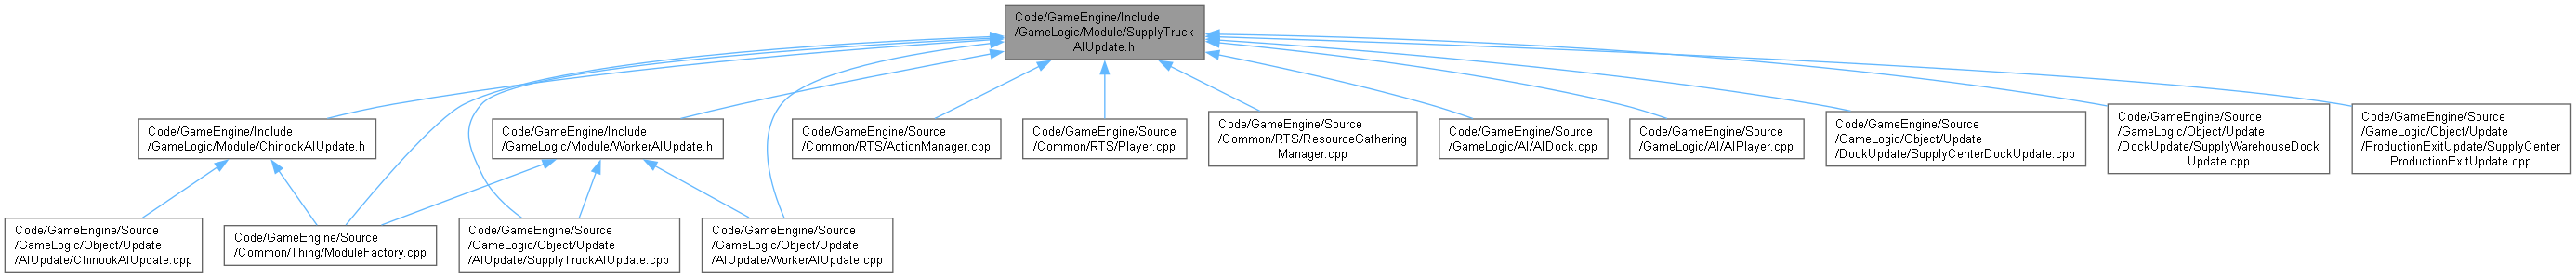 Code/GameEngine/Include
/GameLogic/Module/SupplyTruck
AIUpdate.h
Code/GameEngine/Include
/GameLogic/Module/ChinookAIUpdate.h
Code/GameEngine/Include
/GameLogic/Module/WorkerAIUpdate.h
Code/GameEngine/Source
/Common/RTS/ActionManager.cpp
Code/GameEngine/Source
/Common/RTS/Player.cpp
Code/GameEngine/Source
/Common/RTS/ResourceGathering
Manager.cpp
Code/GameEngine/Source
/GameLogic/AI/AIDock.cpp
Code/GameEngine/Source
/GameLogic/AI/AIPlayer.cpp
Code/GameEngine/Source
/GameLogic/Object/Update
/DockUpdate/SupplyCenterDockUpdate.cpp
Code/GameEngine/Source
/GameLogic/Object/Update
/DockUpdate/SupplyWarehouseDock
Update.cpp
Code/GameEngine/Source
/GameLogic/Object/Update
/ProductionExitUpdate/SupplyCenter
ProductionExitUpdate.cpp
Code/GameEngine/Source
/GameLogic/Object/Update
/AIUpdate/ChinookAIUpdate.cpp
Code/GameEngine/Source
/Common/Thing/ModuleFactory.cpp
Code/GameEngine/Source
/GameLogic/Object/Update
/AIUpdate/SupplyTruckAIUpdate.cpp
Code/GameEngine/Source
/GameLogic/Object/Update
/AIUpdate/WorkerAIUpdate.cpp